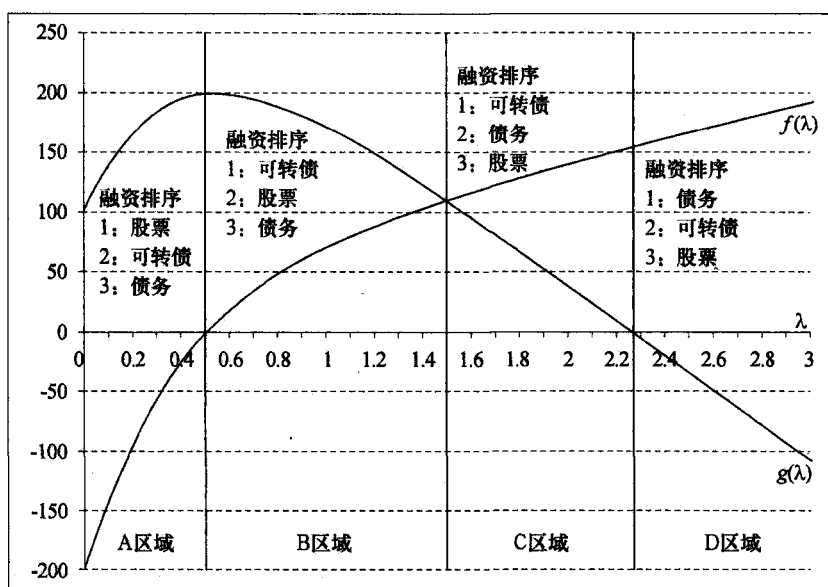 250
200
150
100
50
0
-50
-100
-150
-200
融资排序
1：股票
2：可转债
3：债务
融资排序
1：可转债
2：股票
3：债务
融资排序
1：可转债
2：债务
3：股票
融资排序
1：债务
2：可转债
3：股票
f(λ)
g(λ)
λ
0 0.2 0.4 0.6 0.8 1 1.2 1.4 1.6 1.8 2 2.2 2.4 2.6 2.8 3
A区域 B区域 C区域 D区域